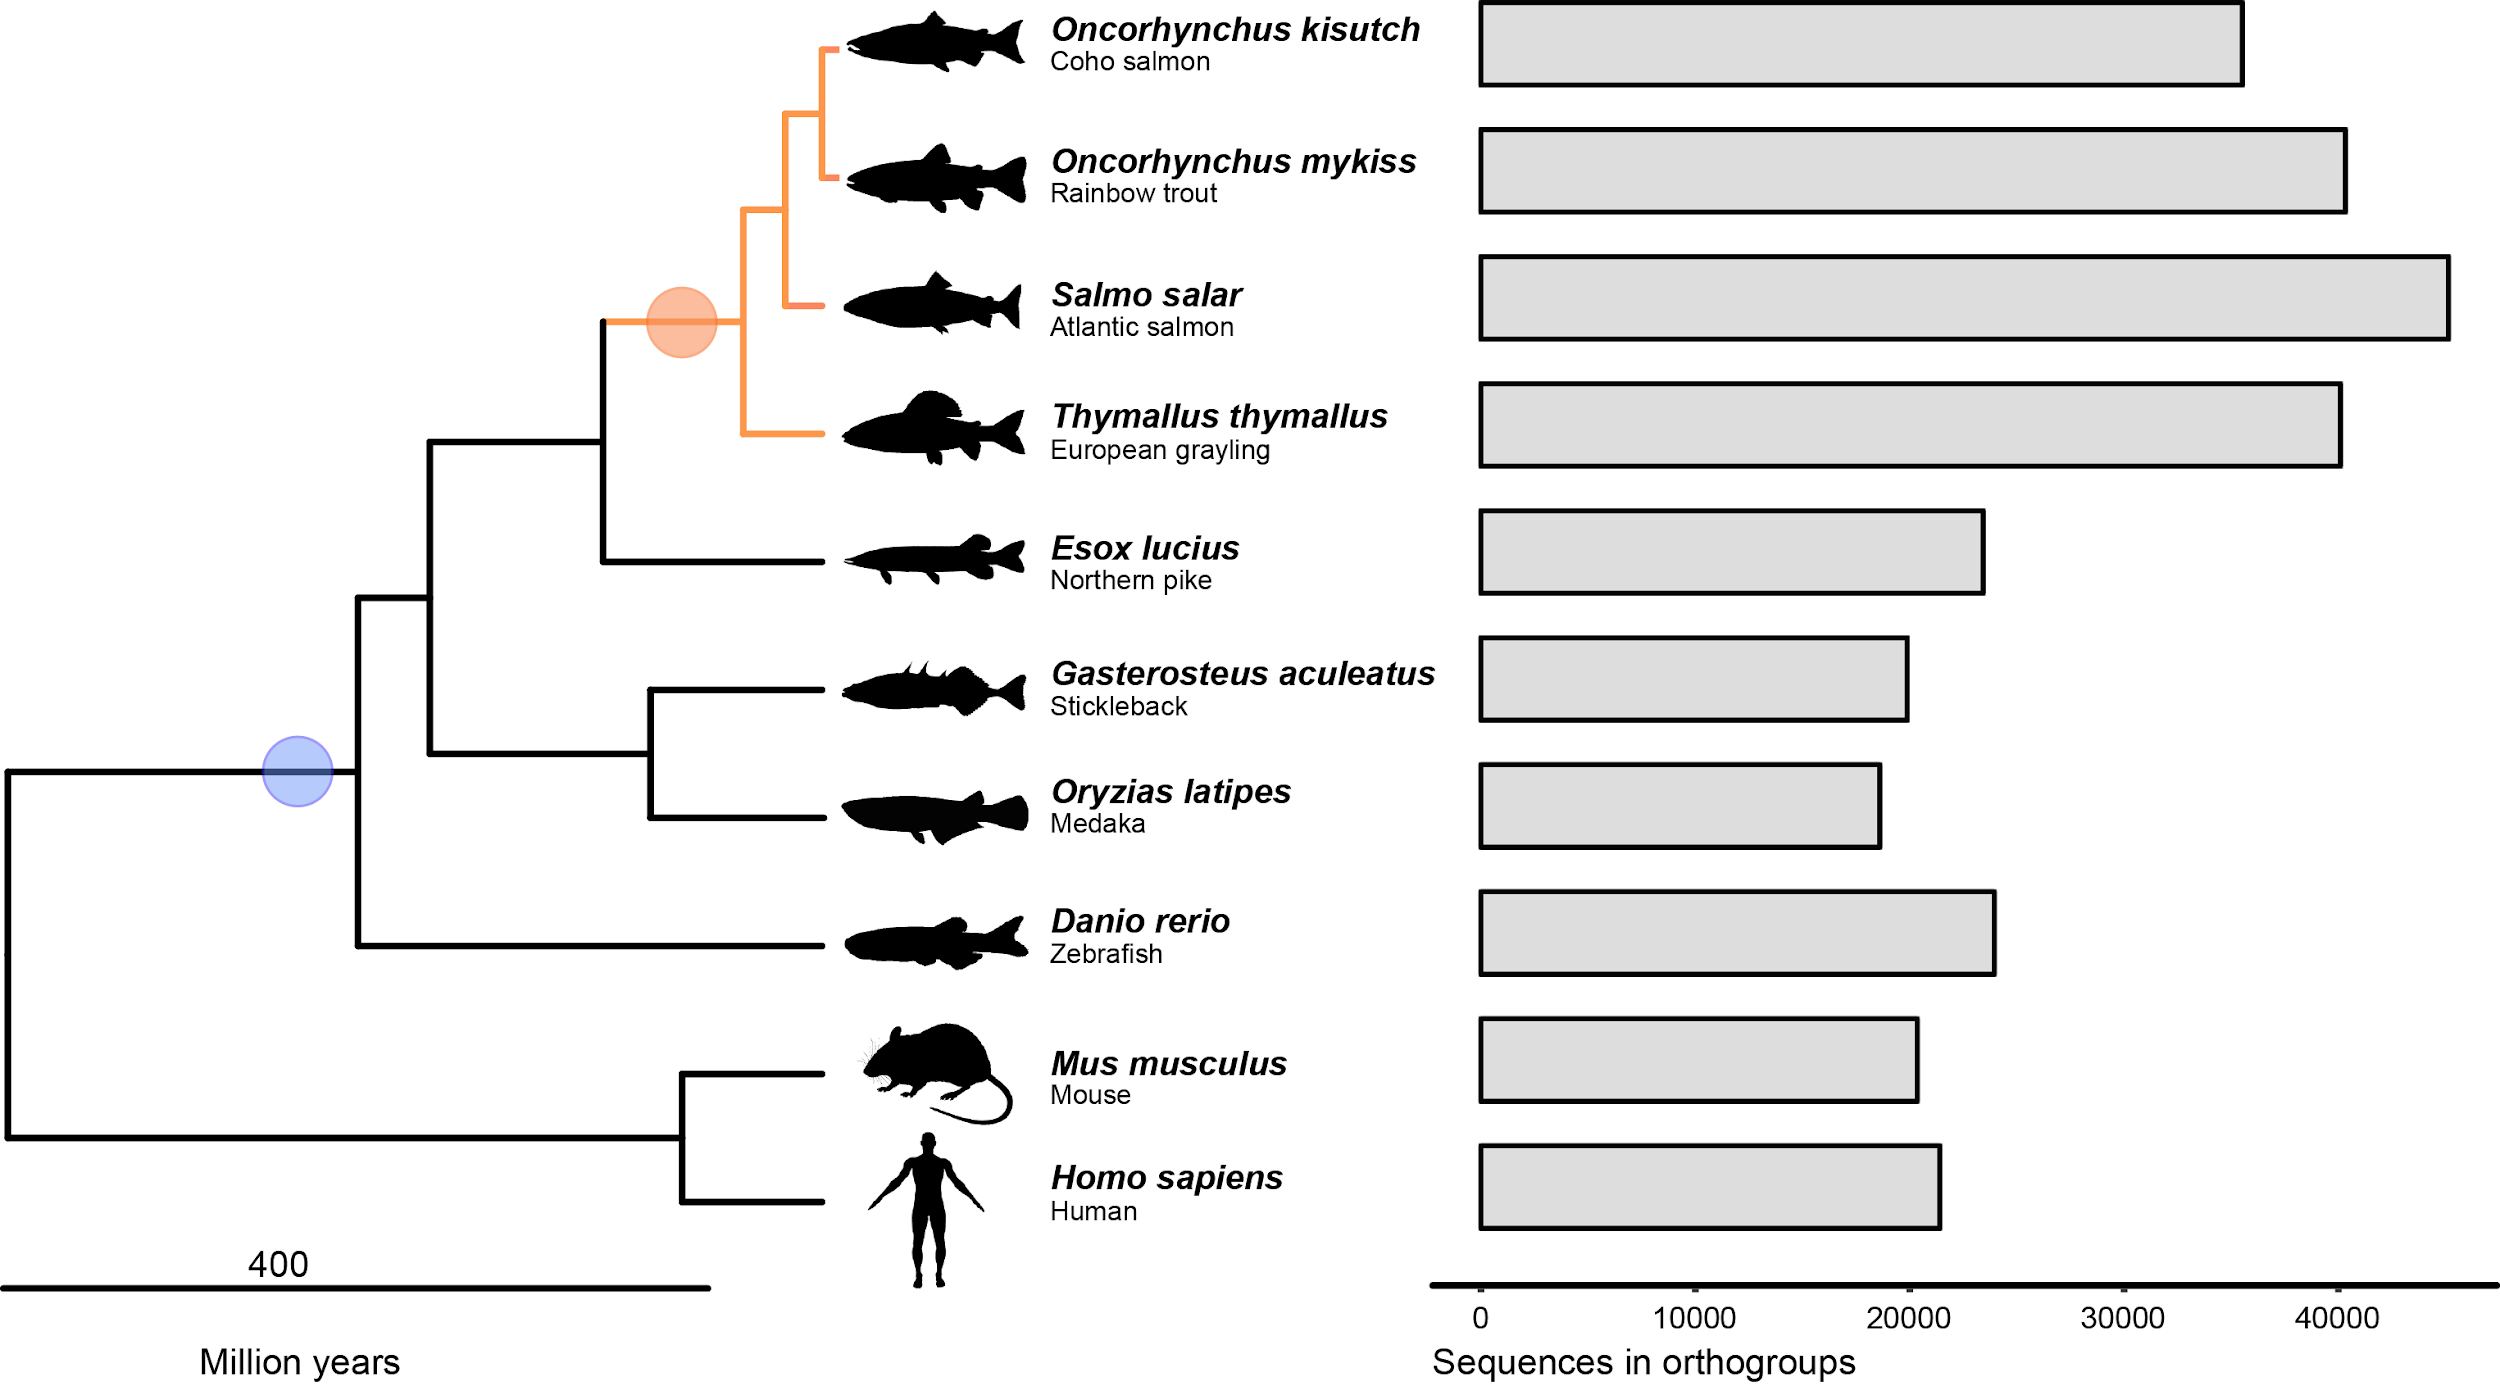 Oncorhynchus kisutch
Coho salmon
Oncorhynchus mykiss
Rainbow trout
Salmo salar
Atlantic salmon
Thymallus thymallus
European grayling
Esox lucius
Northern pike
Gasterosteus aculeatus
Stickleback
Oryzias latipes
Medaka
Danio rerio
Zebrafish
Mus musculus
Mouse
Homo sapiens
Human
400
Million years
0 10000 20000 30000 40000
Sequences in orthogroups